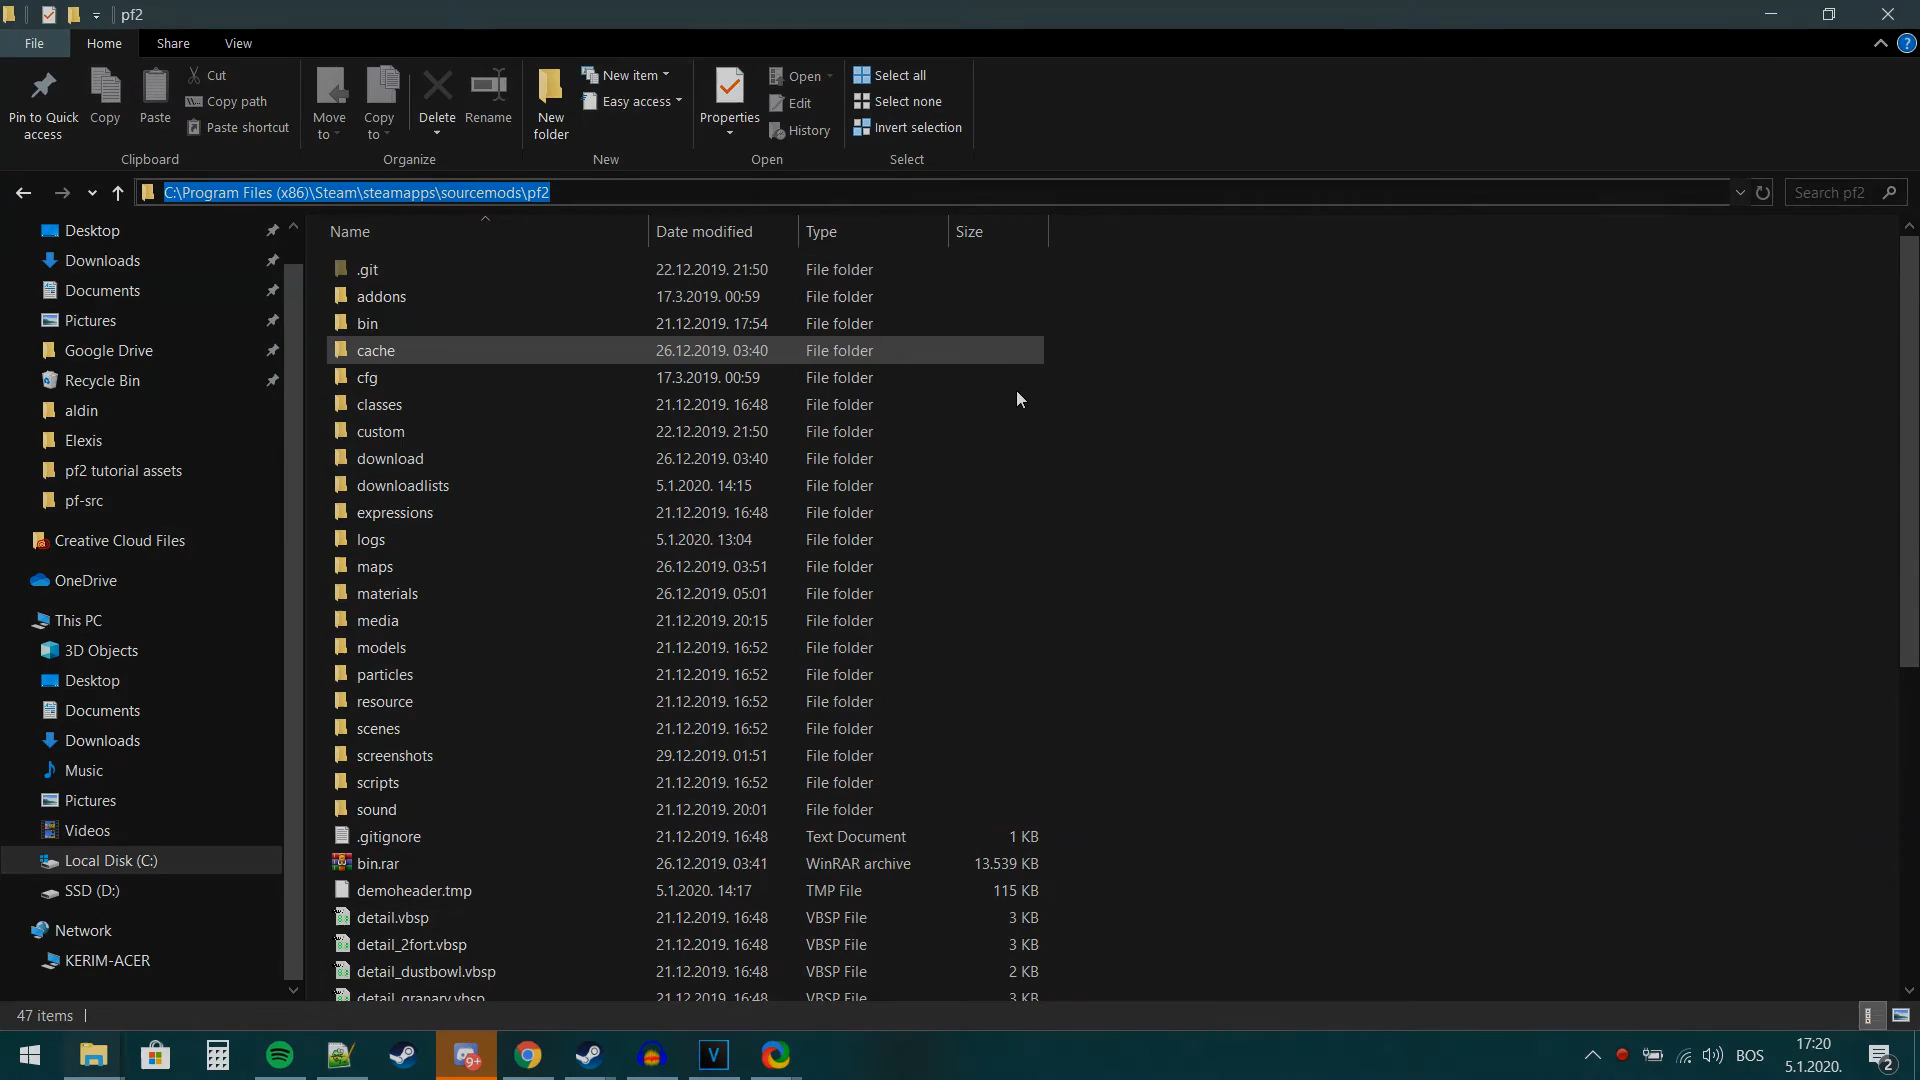 pf2
File Home Share View
Pin to Quick access
Copy
Paste
Cut
Copy path
Paste shortcut
Clipboard
Move to
Copy to
Delete
Rename
Organize
New folder
New item
Easy access
New
Properties
Open
Edit
History
Open
Select all
Select none
Invert selection
Select
C:\Program Files (x86)\Steam\steamapps\sourcemods\pf2
Search pf2
Desktop
Downloads
Documents
Pictures
Google Drive
Recycle Bin
aldin
Elexis
pf2 tutorial assets
pf-src
Creative Cloud Files
OneDrive
This PC
3D Objects
Desktop
Documents
Downloads
Music
Pictures
Videos
Local Disk (C:)
SSD (D:)
Network
KERIM-ACER
Name Date modified Type Size
.git 22.12.2019. 21:50 File folder
addons 17.3.2019. 00:59 File folder
bin 21.12.2019. 17:54 File folder
cache 26.12.2019. 03:40 File folder
cfg 17.3.2019. 00:59 File folder
classes 21.12.2019. 16:48 File folder
custom 22.12.2019. 21:50 File folder
download 26.12.2019. 03:40 File folder
downloadlists 5.1.2020. 14:15 File folder
expressions 21.12.2019. 16:48 File folder
logs 5.1.2020. 13:04 File folder
maps 26.12.2019. 03:51 File folder
materials 26.12.2019. 05:01 File folder
media 21.12.2019. 20:15 File folder
models 21.12.2019. 16:52 File folder
particles 21.12.2019. 16:52 File folder
resource 21.12.2019. 16:52 File folder
scenes 21.12.2019. 16:52 File folder
screenshots 29.12.2019. 01:51 File folder
scripts 21.12.2019. 16:52 File folder
sound 21.12.2019. 20:01 File folder
.gitignore 21.12.2019. 16:48 Text Document 1 KB
bin.rar 26.12.2019. 03:41 WinRAR archive 13.539 KB
demoheader.tmp 5.1.2020. 14:17 TMP File 115 KB
detail.vbsp 21.12.2019. 16:48 VBSP File 3 KB
detail_2fort.vbsp 21.12.2019. 16:48 VBSP File 3 KB
detail_dustbowl.vbsp 21.12.2019. 16:48 VBSP File 2 KB
detail_granary.vbsp 21.12.2019. 16:48 VBSP File 3 KB
47 items
9+
V
BOS
17:20
5.1.2020.
2